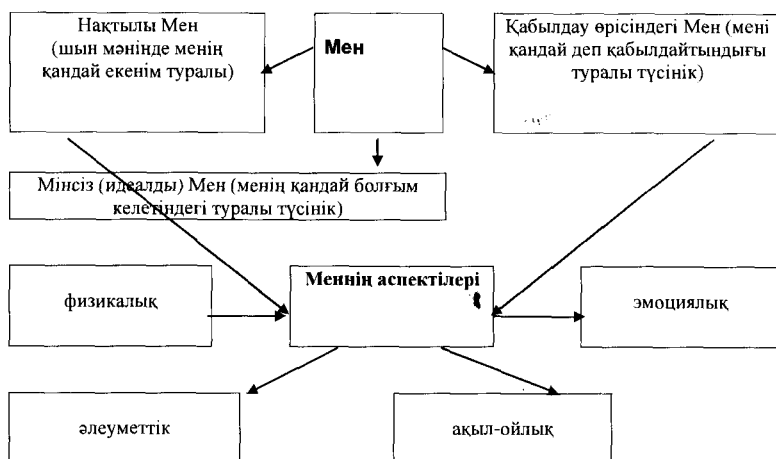 Нақтылы Мен
(шын мәнінде менің
қандай екенім туралы)
Мен
Қабылдау өрісіндегі Мен (мені
қандай деп қабылдайтындығы
туралы түсінік)
Мінсіз (идеалды) Мен (менің қандай болғым
келетіндегі туралы түсінік)
физикалық
Меннің аспектілері
эмоциялық
әлеуметтік
ақыл-ойлық